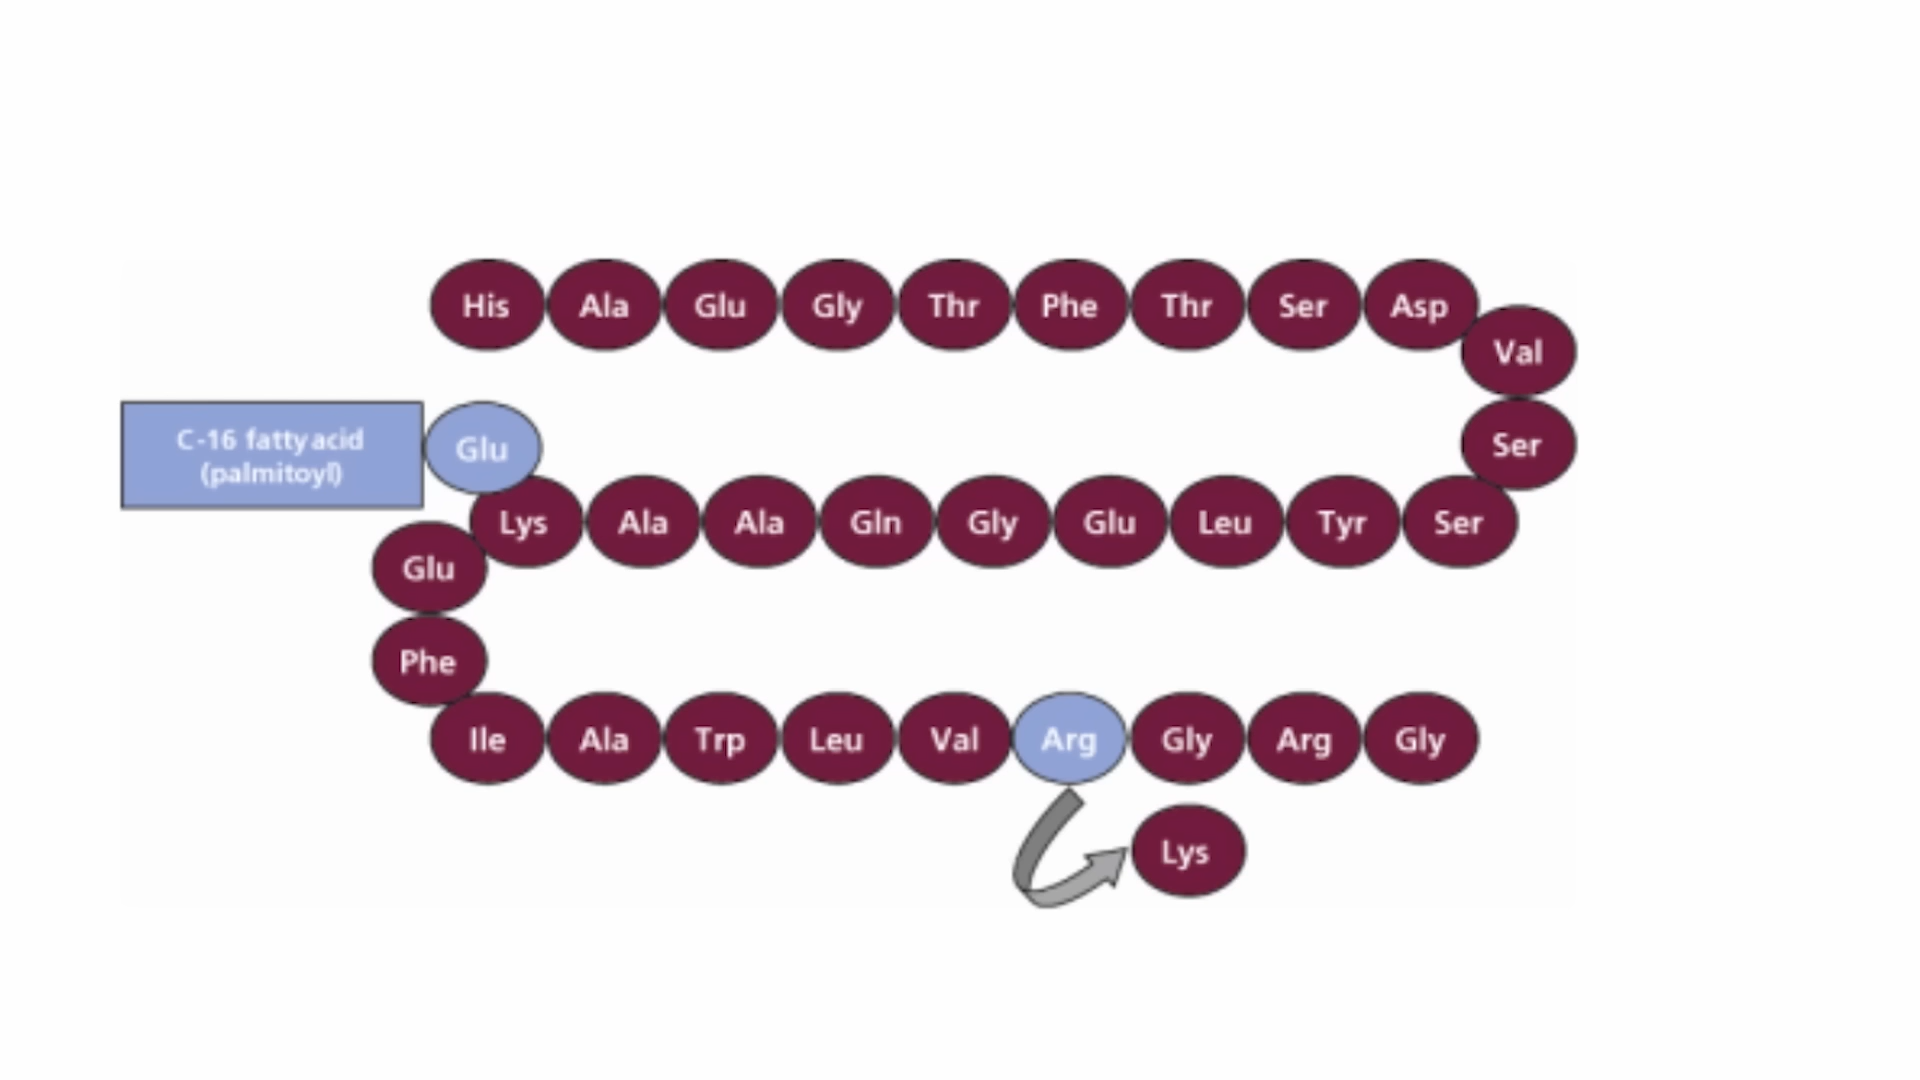 His Ala Glu Gly Thr Phe Thr Ser Asp
Val
C-16 fatty acid
(palmitoyl)
Glu
Ser
Lys Ala Ala Gln Gly Glu Leu Tyr Ser
Glu
Phe
Ile Ala Trp Leu Val Arg Gly Arg Gly
Lys